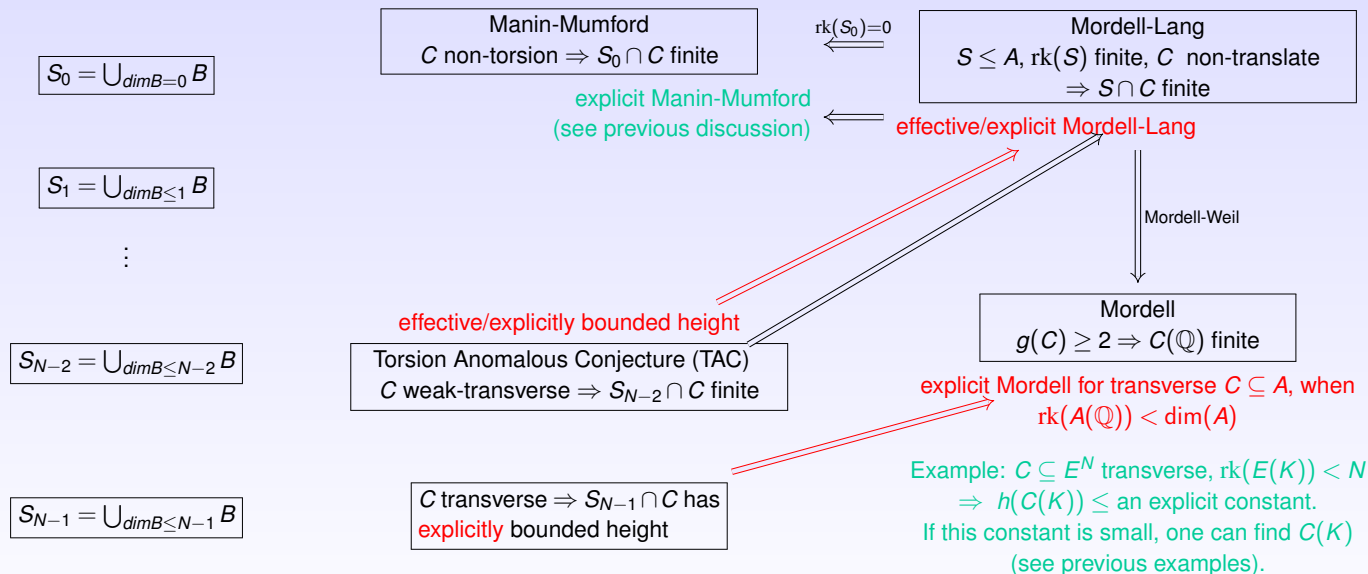 S₀ = ⋃_{dimB=0} B
S₁ = ⋃_{dimB≤1} B
⋮
S_{N−2} = ⋃_{dimB≤N−2} B
S_{N−1} = ⋃_{dimB≤N−1} B
Manin-Mumford
C non-torsion ⇒ S₀ ∩ C finite
explicit Manin-Mumford
(see previous discussion)
rk(S₀)=0
Mordell-Lang
S ≤ A, rk(S) finite, C non-translate
⇒ S ∩ C finite
effective/explicit Mordell-Lang
Mordell-Weil
effective/explicitly bounded height
Torsion Anomalous Conjecture (TAC)
C weak-transverse ⇒ S_{N−2} ∩ C finite
Mordell
g(C) ≥ 2 ⇒ C(ℚ) finite
explicit Mordell for transverse C ⊆ A, when
rk(A(ℚ)) < dim(A)
C transverse ⇒ S_{N−1} ∩ C has
explicitly bounded height
Example: C ⊆ E^N transverse, rk(E(K)) < N
⇒ h(C(K)) ≤ an explicit constant.
If this constant is small, one can find C(K)
(see previous examples).